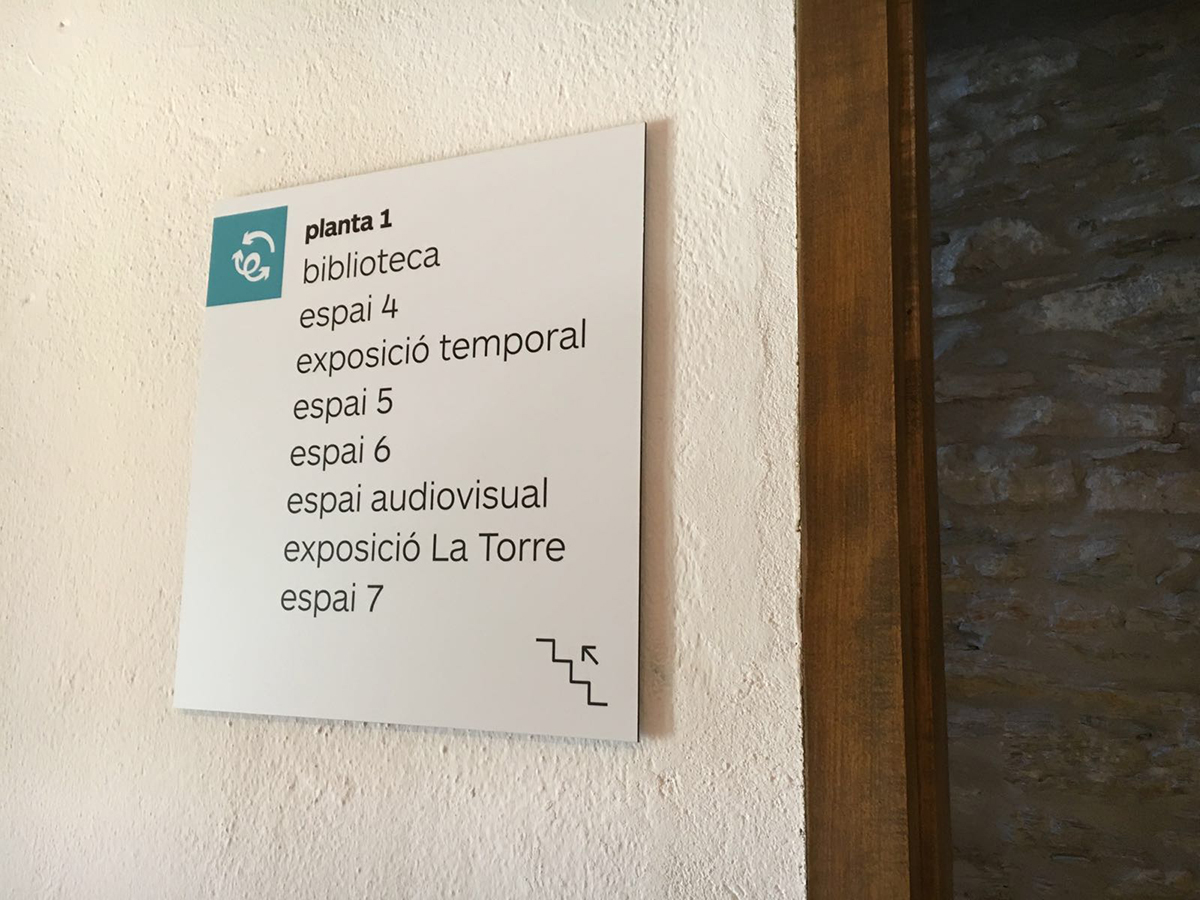 planta 1
biblioteca
espai 4
exposició temporal
espai 5
espai 6
espai audiovisual
exposició La Torre
espai 7